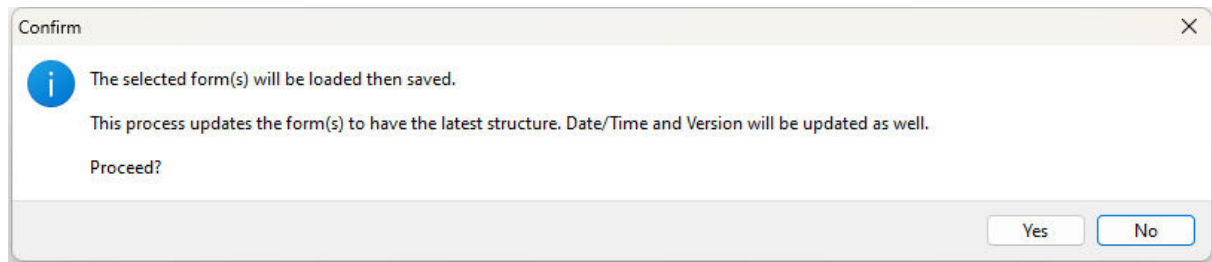 Confirm
The selected form(s) will be loaded then saved.
This process updates the form(s) to have the latest structure. Date/Time and Version will be updated as well.
Proceed?
Yes No